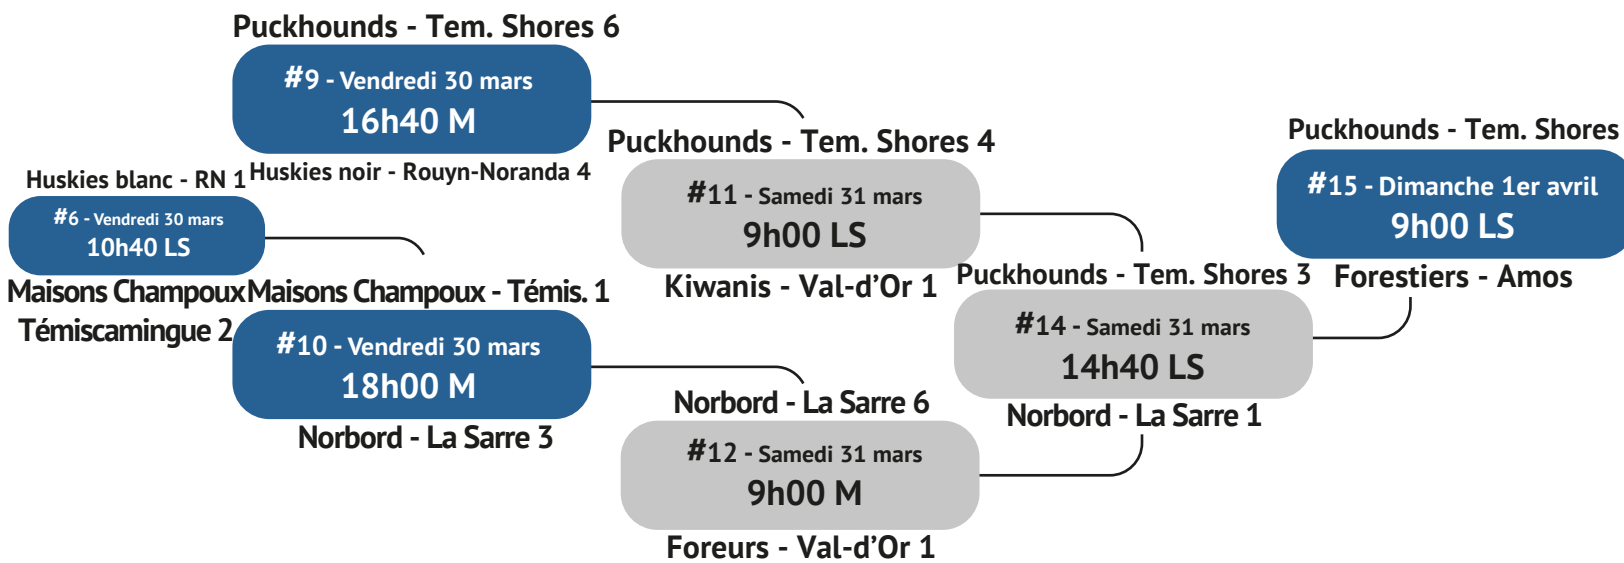 Puckhounds - Tem. Shores 6
#9 - Vendredi 30 mars
16h40 M
Huskies noir - Rouyn-Noranda 4
Huskies blanc - RN 1
#6 - Vendredi 30 mars
10h40 LS
Maisons Champoux
Témiscamingue 2
Maisons Champoux - Témis. 1
#10 - Vendredi 30 mars
18h00 M
Norbord - La Sarre 3
Puckhounds - Tem. Shores 4
#11 - Samedi 31 mars
9h00 LS
Kiwanis - Val-d’Or 1
Norbord - La Sarre 6
#12 - Samedi 31 mars
9h00 M
Foreurs - Val-d’Or 1
Puckhounds - Tem. Shores 3
#14 - Samedi 31 mars
14h40 LS
Norbord - La Sarre 1
Puckhounds - Tem. Shores
#15 - Dimanche 1er avril
9h00 LS
Forestiers - Amos